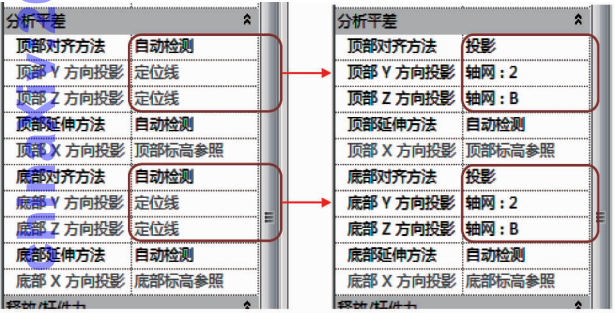 分析平差
顶部对齐方法 自动检测
顶部 Y 方向投影 定位线
顶部 Z 方向投影 定位线
顶部延伸方法 自动检测
顶部 X 方向投影 顶部标高参照
底部对齐方法 自动检测
底部 Y 方向投影 定位线
底部 Z 方向投影 定位线
底部延伸方法 自动检测
底部 X 方向投影 底部标高参照
释放/杆件力
分析平差
顶部对齐方法 投影
顶部 Y 方向投影 轴网：2
顶部 Z 方向投影 轴网：B
顶部延伸方法 自动检测
顶部 X 方向投影 顶部标高参照
底部对齐方法 投影
底部 Y 方向投影 轴网：2
底部 Z 方向投影 轴网：B
底部延伸方法 自动检测
底部 X 方向投影 底部标高参照
释放/杆件力